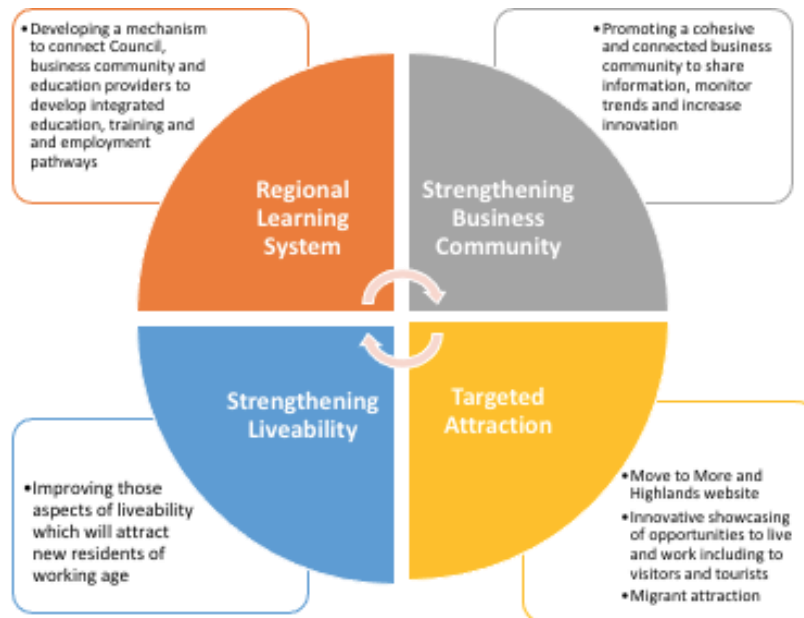 •Developing a mechanism
to connect Council,
business community and
education providers to
develop integrated
education, training and
and employment
pathways
•Promoting a cohesive
and connected business
community to share
information, monitor
trends and increase
innovation
Regional
Learning
System
Strengthening
Business
Community
Strengthening
Liveability
Targeted
Attraction
•Improving those
aspects of liveability
which will attract
new residents of
working age
•Move to More and
Highlands website
•Innovative showcasing
of opportunities to live
and work including to
visitors and tourists
•Migrant attraction